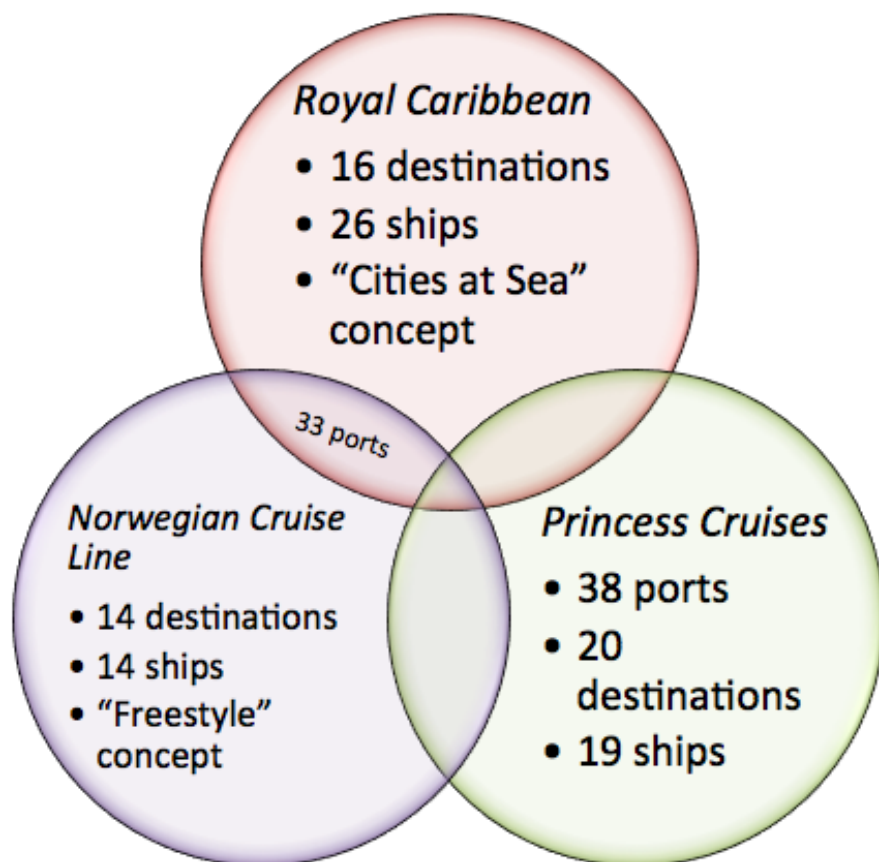 Royal Caribbean
• 16 destinations
• 26 ships
• “Cities at Sea”
concept
33 ports
Norwegian Cruise
Line
• 14 destinations
• 14 ships
• “Freestyle”
concept
Princess Cruises
• 38 ports
• 20
destinations
• 19 ships